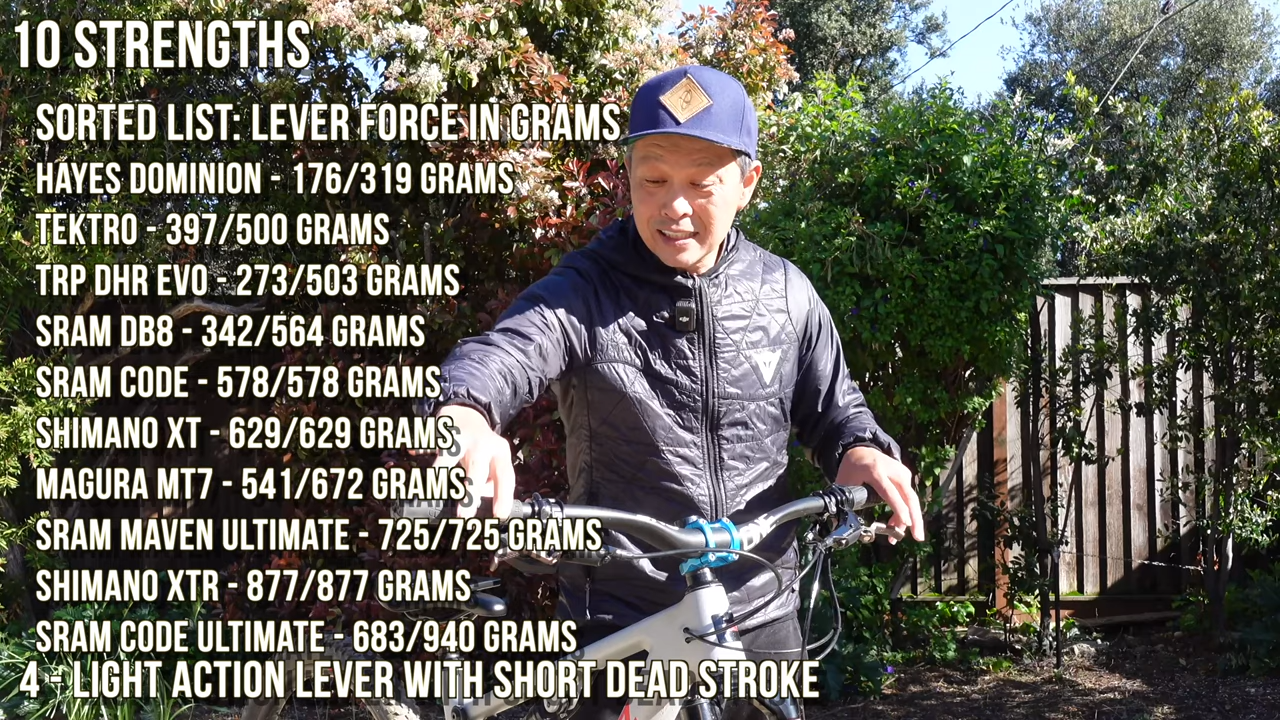 10 STRENGTHS
SORTED LIST: LEVER FORCE IN GRAMS
HAYES DOMINION - 176/319 GRAMS
TEKTRO - 397/500 GRAMS
TRP DHR EVO - 273/503 GRAMS
SRAM DB8 - 342/564 GRAMS
SRAM CODE - 578/578 GRAMS
SHIMANO XT - 629/629 GRAMS
MAGURA MT7 - 541/672 GRAMS
SRAM MAVEN ULTIMATE - 725/725 GRAMS
SHIMANO XTR - 877/877 GRAMS
SRAM CODE ULTIMATE - 683/940 GRAMS
4 - LIGHT ACTION LEVER WITH SHORT DEAD STROKE